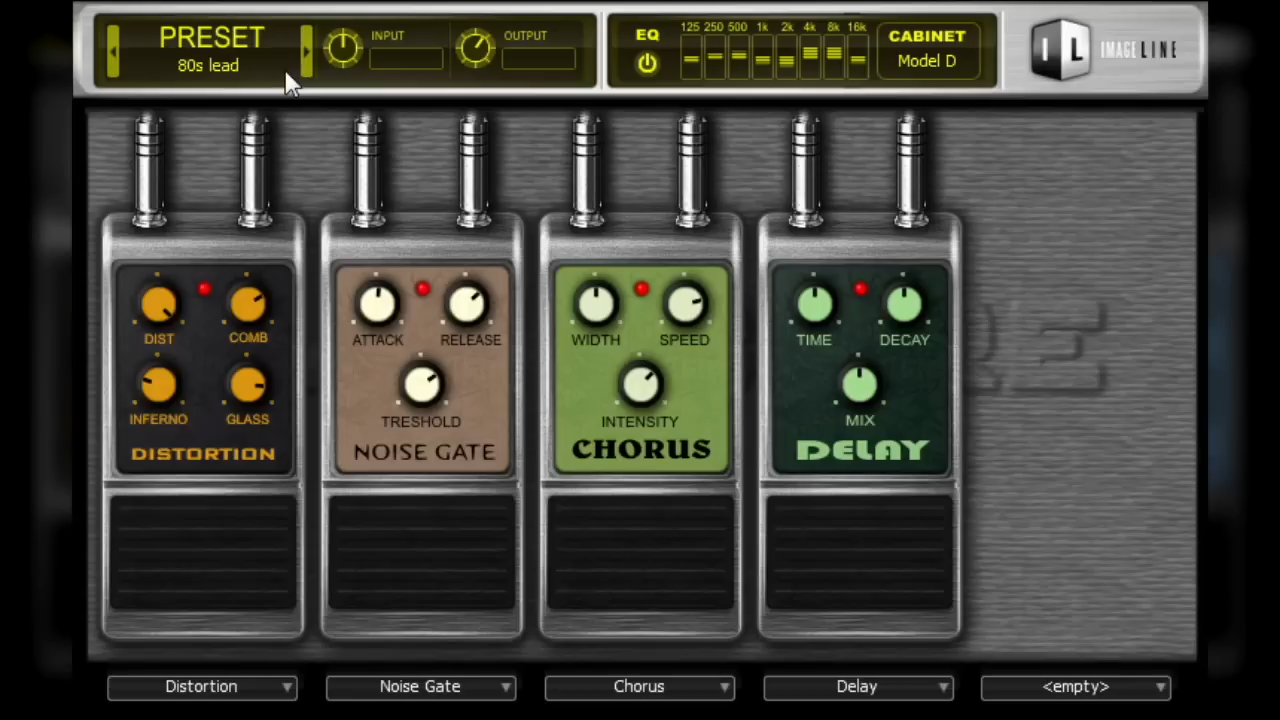 PRESET
80s lead
INPUT
OUTPUT
EQ
125 250 500 1k 2k 4k 8k 16k
CABINET
Model D
IL IMAGE LINE
DIST COMB
INFERNO GLASS
DISTORTION
ATTACK RELEASE
TRESHOLD
NOISE GATE
WIDTH SPEED
INTENSITY
CHORUS
TIME DECAY
MIX
DELAY
Distortion
Noise Gate
Chorus
Delay
<empty>